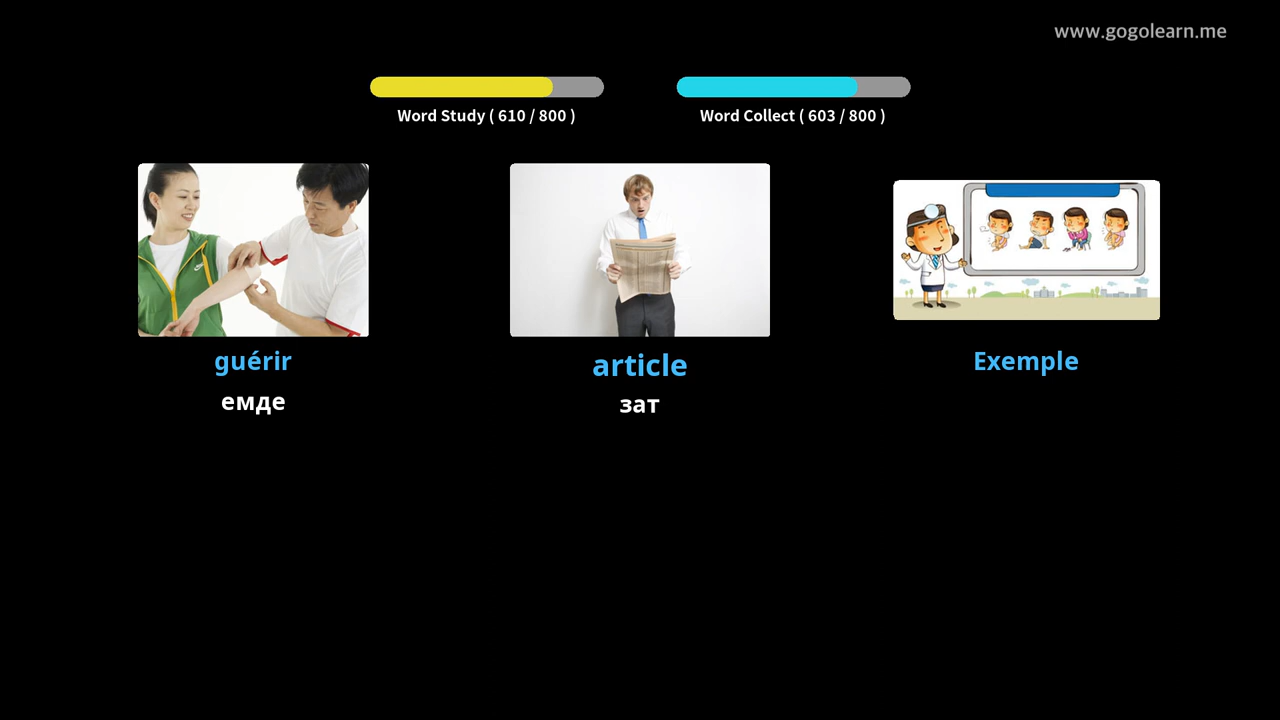 www.gogolearn.me
Word Study ( 610 / 800 )
Word Collect ( 603 / 800 )
guérir
емде
article
зат
Exemple